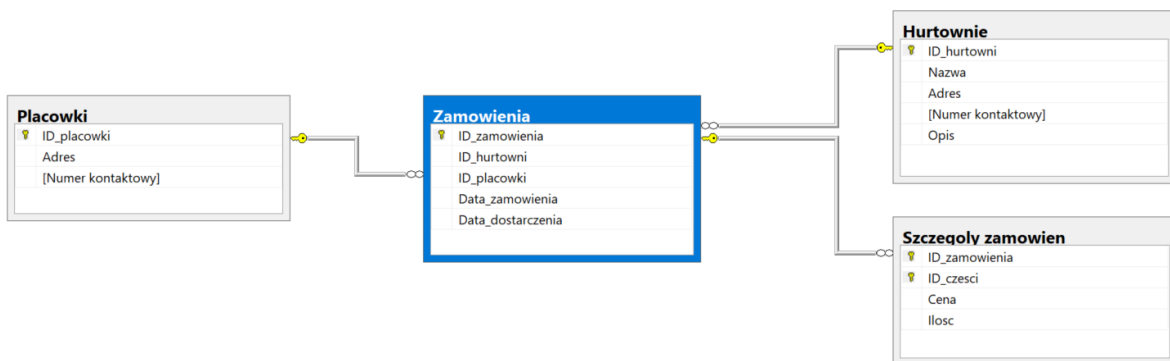 Placowki
ID_placowki
Adres
[Numer kontaktowy]
Zamowienia
ID_zamowienia
ID_hurtowni
ID_placowki
Data_zamowienia
Data_dostarczenia
Hurtownie
ID_hurtowni
Nazwa
Adres
[Numer kontaktowy]
Opis
Szczegoly zamowien
ID_zamowienia
ID_czesci
Cena
Ilosc